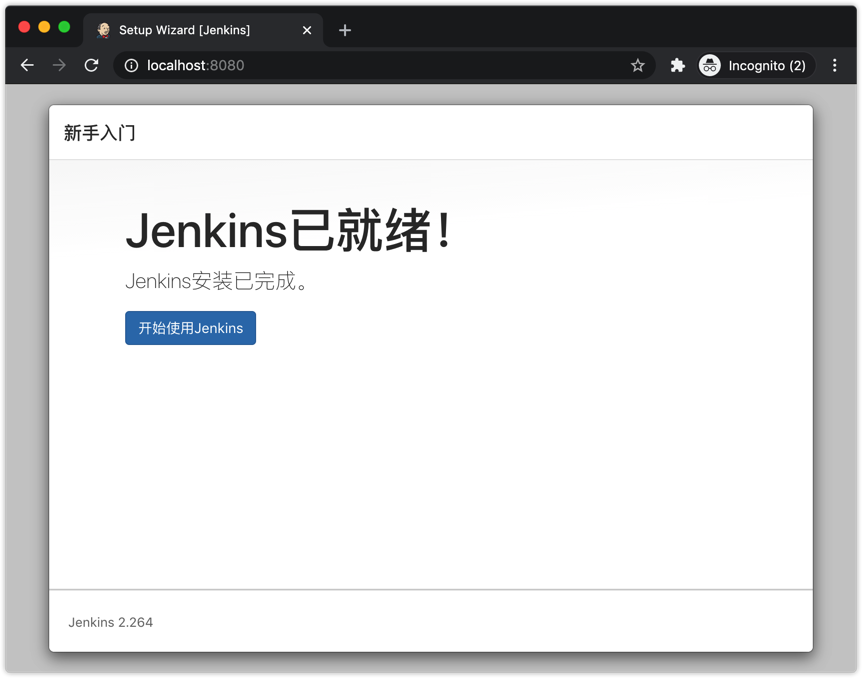 Setup Wizard [Jenkins]
localhost:8080
Incognito (2)
新手入门
Jenkins已就绪！
Jenkins安装已完成。
开始使用Jenkins
Jenkins 2.264